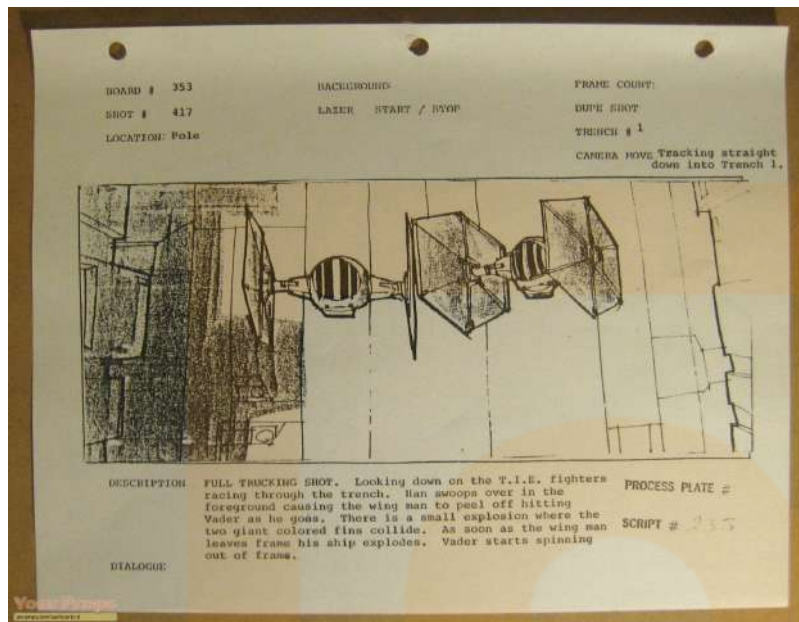 BOARD # 353
SHOT # 417
LOCATION: Pole
BACKGROUND
LAZER START / STOP
FRAME COUNT:
DUPE SHOT
TRENCH # 1
CAMERA MOVE Tracking straight
down into Trench 1.
DESCRIPTION FULL TRUCKING SHOT. Looking down on the T.I.E. fighters
racing through the trench. Han swoops over in the
foreground causing the wing man to peel off hitting
Vader as he goes. There is a small explosion where the
two giant colored fins collide. As soon as the wing man
leaves frame his ship explodes. Vader starts spinning
out of frame.
PROCESS PLATE #
SCRIPT # 235
DIALOGUE
Your Props